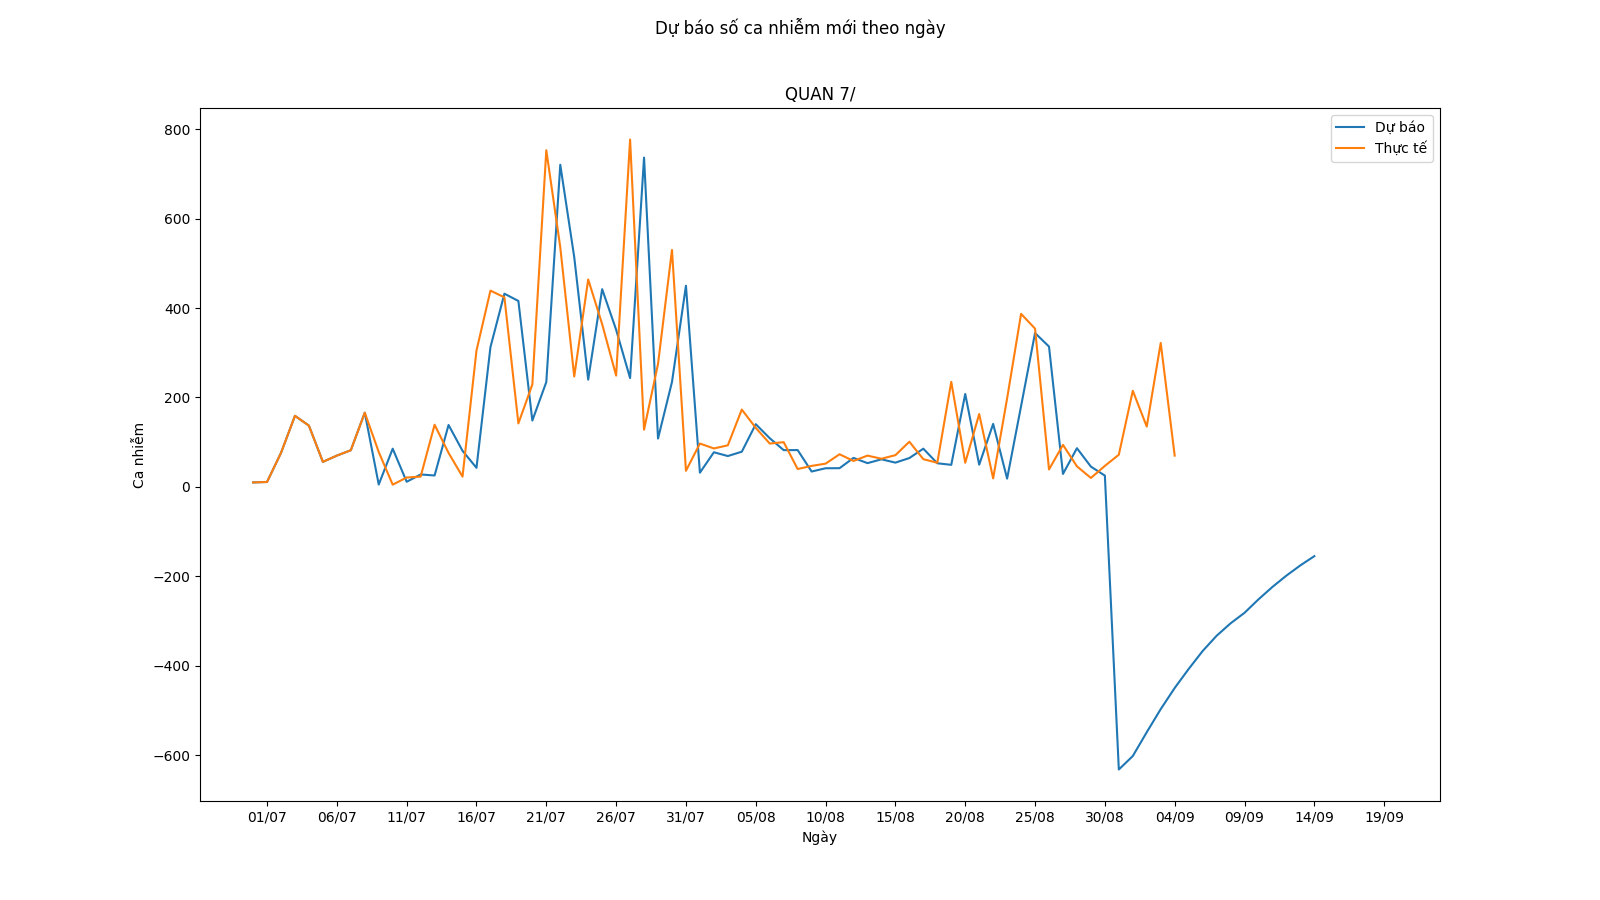 Dự báo số ca nhiễm mới theo ngày
QUAN 7/
Dự báo
Thực tế
800
600
400
200
0
−200
−400
−600
Ca nhiễm
01/07 06/07 11/07 16/07 21/07 26/07 31/07 05/08 10/08 15/08 20/08 25/08 30/08 04/09 09/09 14/09 19/09
Ngày